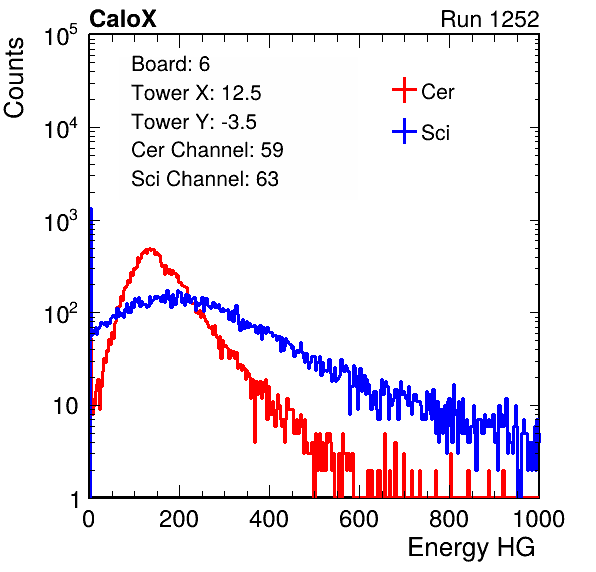 CaloX Run 1252
Counts
10^5
10^4
10^3
10^2
10
1
Board: 6
Tower X: 12.5
Tower Y: -3.5
Cer Channel: 59
Sci Channel: 63
Cer
Sci
0 200 400 600 800 1000
Energy HG